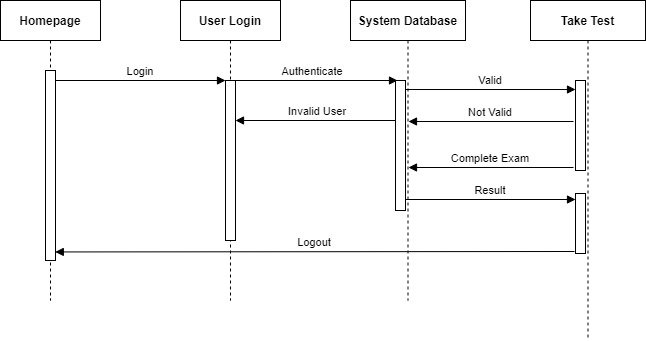 Homepage
User Login
System Database
Take Test
Login
Authenticate
Valid
Invalid User
Not Valid
Complete Exam
Result
Logout